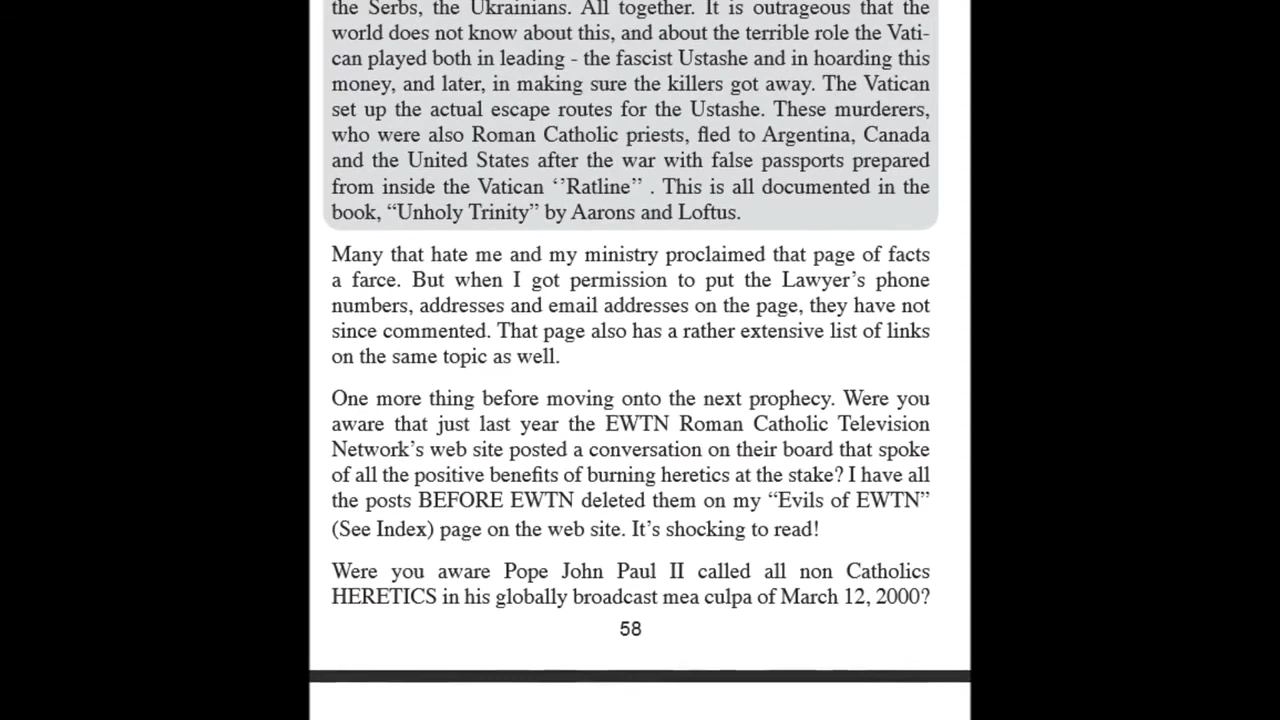 the Serbs, the Ukrainians. All together. It is outrageous that the
world does not know about this, and about the terrible role the Vati-
can played both in leading - the fascist Ustashe and in hoarding this
money, and later, in making sure the killers got away. The Vatican
set up the actual escape routes for the Ustashe. These murderers,
who were also Roman Catholic priests, fled to Argentina, Canada
and the United States after the war with false passports prepared
from inside the Vatican ‘’Ratline’’ . This is all documented in the
book, “Unholy Trinity” by Aarons and Loftus.
Many that hate me and my ministry proclaimed that page of facts
a farce. But when I got permission to put the Lawyer’s phone
numbers, addresses and email addresses on the page, they have not
since commented. That page also has a rather extensive list of links
on the same topic as well.
One more thing before moving onto the next prophecy. Were you
aware that just last year the EWTN Roman Catholic Television
Network’s web site posted a conversation on their board that spoke
of all the positive benefits of burning heretics at the stake? I have all
the posts BEFORE EWTN deleted them on my “Evils of EWTN”
(See Index) page on the web site. It’s shocking to read!
Were you aware Pope John Paul II called all non Catholics
HERETICS in his globally broadcast mea culpa of March 12, 2000?
58